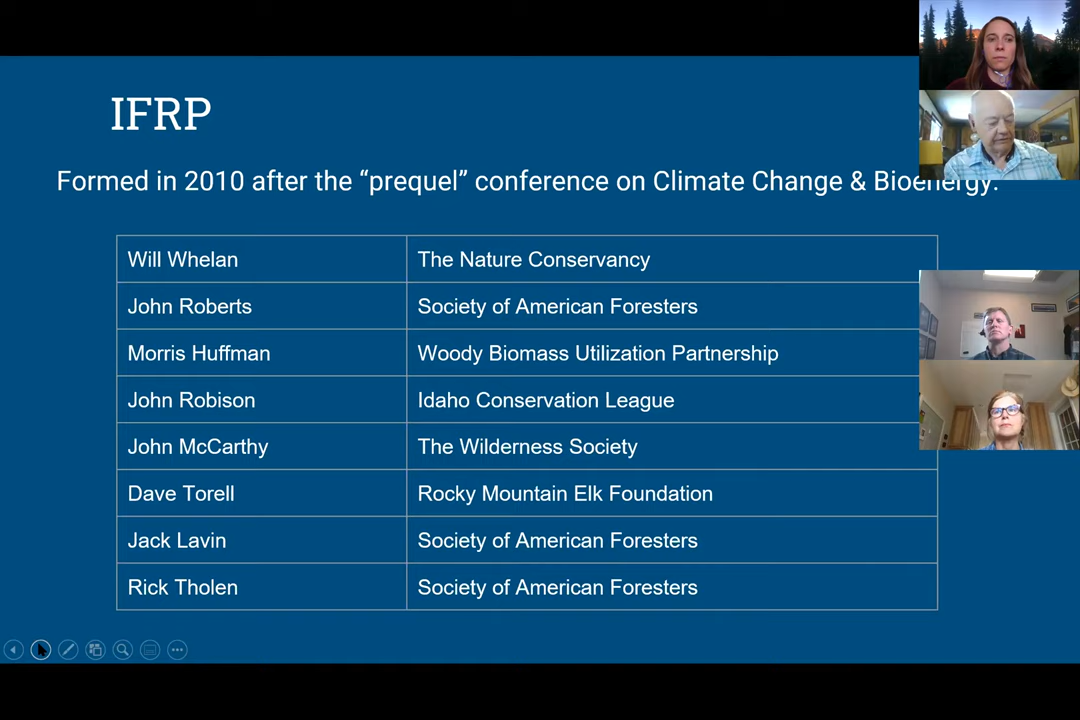 IFRP
Formed in 2010 after the “prequel” conference on Climate Change & Bioenergy.
Will Whelan The Nature Conservancy
John Roberts Society of American Foresters
Morris Huffman Woody Biomass Utilization Partnership
John Robison Idaho Conservation League
John McCarthy The Wilderness Society
Dave Torell Rocky Mountain Elk Foundation
Jack Lavin Society of American Foresters
Rick Tholen Society of American Foresters